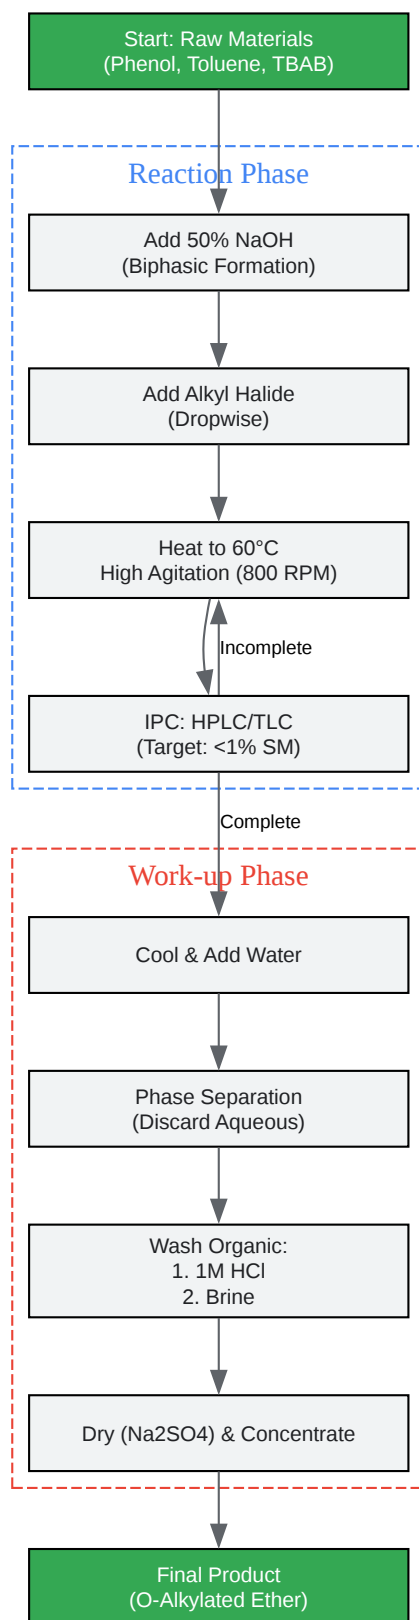 Start: Raw Materials
(Phenol, Toluene, TBAB)
Reaction Phase
Add 50% NaOH
(Biphasic Formation)
Add Alkyl Halide
(Dropwise)
Heat to 60°C
High Agitation (800 RPM)
Incomplete
IPC: HPLC/TLC
(Target: <1% SM)
Complete
Work-up Phase
Cool & Add Water
Phase Separation
(Discard Aqueous)
Wash Organic:
1. 1M HCl
2. Brine
Dry (Na2SO4) & Concentrate
Final Product
(O-Alkylated Ether)